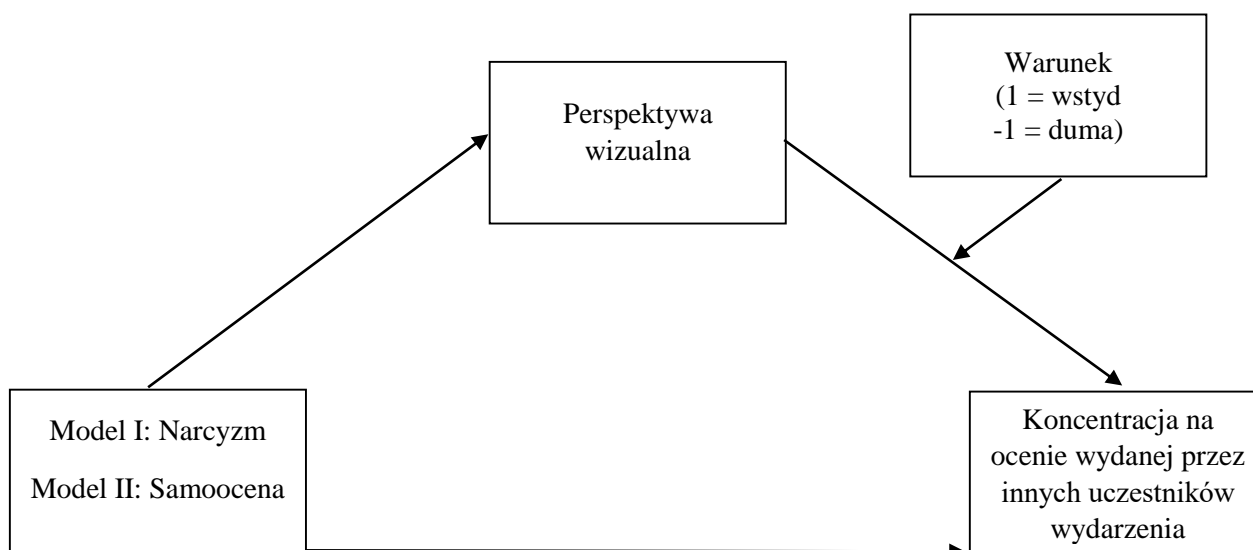 Warunek
(1 = wstyd
-1 = duma)
Perspektywa
wizualna
Model I: Narcyzm
Model II: Samoocena
Koncentracja na
ocenie wydanej przez
innych uczestników
wydarzenia